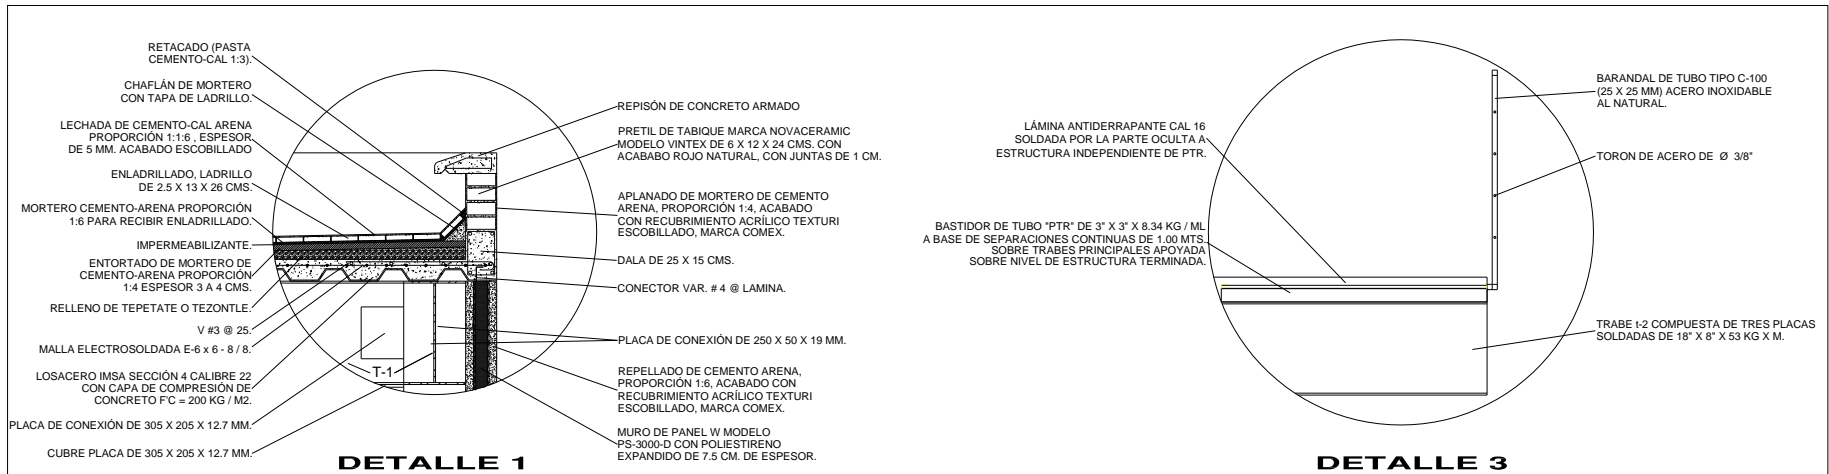 RETACADO (PASTA
CEMENTO-CAL 1:3).
CHAFLÁN DE MORTERO
CON TAPA DE LADRILLO.
LECHADA DE CEMENTO-CAL ARENA
PROPORCIÓN 1:1:6 , ESPESOR
DE 5 MM. ACABADO ESCOBILLADO
ENLADRILLADO, LADRILLO
DE 2.5 X 13 X 26 CMS.
MORTERO CEMENTO-ARENA PROPORCIÓN
1:6 PARA RECIBIR ENLADRILLADO.
IMPERMEABILIZANTE.
ENTORTADO DE MORTERO DE
CEMENTO-ARENA PROPORCIÓN
1:4 ESPESOR 3 A 4 CMS.
RELLENO DE TEPETATE O TEZONTLE.
V #3 @ 25.
MALLA ELECTROSOLDADA E-6 x 6 - 8 / 8.
LOSACERO IMSA SECCIÓN 4 CALIBRE 22
CON CAPA DE COMPRESIÓN DE
CONCRETO F'C = 200 KG / M2.
PLACA DE CONEXIÓN DE 305 X 205 X 12.7 MM.
CUBRE PLACA DE 305 X 205 X 12.7 MM.
T-1
REPISÓN DE CONCRETO ARMADO
PRETIL DE TABIQUE MARCA NOVACERAMIC
MODELO VINTEX DE 6 X 12 X 24 CMS. CON
ACABABO ROJO NATURAL, CON JUNTAS DE 1 CM.
APLANADO DE MORTERO DE CEMENTO
ARENA, PROPORCIÓN 1:4, ACABADO
CON RECUBRIMIENTO ACRÍLICO TEXTURI
ESCOBILLADO, MARCA COMEX.
DALA DE 25 X 15 CMS.
CONECTOR VAR. # 4 @ LAMINA.
PLACA DE CONEXIÓN DE 250 X 50 X 19 MM.
REPELLADO DE CEMENTO ARENA,
PROPORCIÓN 1:6, ACABADO CON
RECUBRIMIENTO ACRÍLICO TEXTURI
ESCOBILLADO, MARCA COMEX.
MURO DE PANEL W MODELO
PS-3000-D CON POLIESTIRENO
EXPANDIDO DE 7.5 CM. DE ESPESOR.
DETALLE 1
LÁMINA ANTIDERRAPANTE CAL 16
SOLDADA POR LA PARTE OCULTA A
ESTRUCTURA INDEPENDIENTE DE PTR.
BASTIDOR DE TUBO "PTR" DE 3" X 3" X 8.34 KG / ML
A BASE DE SEPARACIONES CONTINUAS DE 1.00 MTS.
SOBRE TRABES PRINCIPALES APOYADA
SOBRE NIVEL DE ESTRUCTURA TERMINADA.
BARANDAL DE TUBO TIPO C-100
(25 X 25 MM) ACERO INOXIDABLE
AL NATURAL.
TORON DE ACERO DE Ø 3/8"
TRABE t-2 COMPUESTA DE TRES PLACAS
SOLDADAS DE 18" X 8" X 53 KG X M.
DETALLE 3